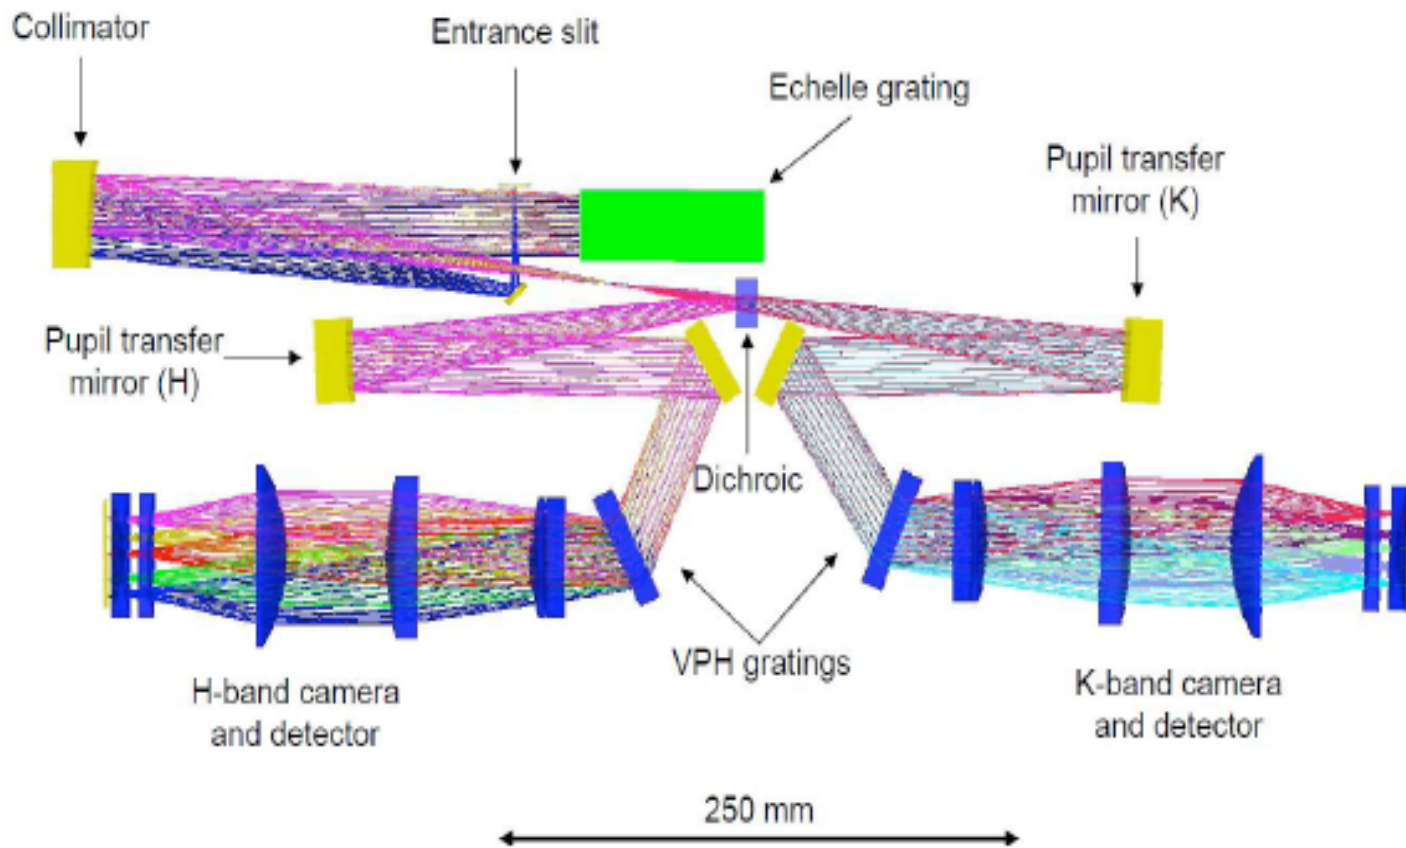 Collimator
Entrance slit
Echelle grating
Pupil transfer
mirror (K)
Pupil transfer
mirror (H)
Dichroic
VPH gratings
H-band camera
and detector
K-band camera
and detector
250 mm